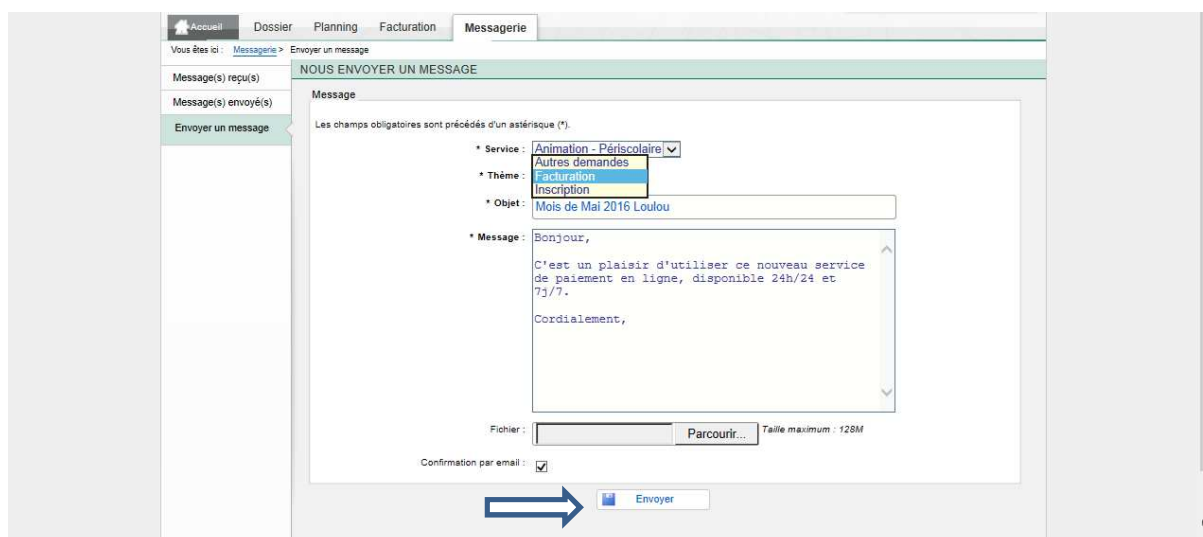 Accueil Dossier Planning Facturation Messagerie
Vous êtes ici : Messagerie > Envoyer un message
Message(s) reçu(s)
Message(s) envoyé(s)
Envoyer un message
NOUS ENVOYER UN MESSAGE
Message
Les champs obligatoires sont précédés d'un astérisque (*).
* Service : Animation - Périscolaire
Autres demandes
* Thème : Facturation
Inscription
* Objet : Mois de Mai 2016 Loulou
* Message : Bonjour,
C'est un plaisir d'utiliser ce nouveau service
de paiement en ligne, disponible 24h/24 et
7j/7.
Cordialement,
Fichier : Parcourir... Taille maximum : 128M
Confirmation par email :
Envoyer